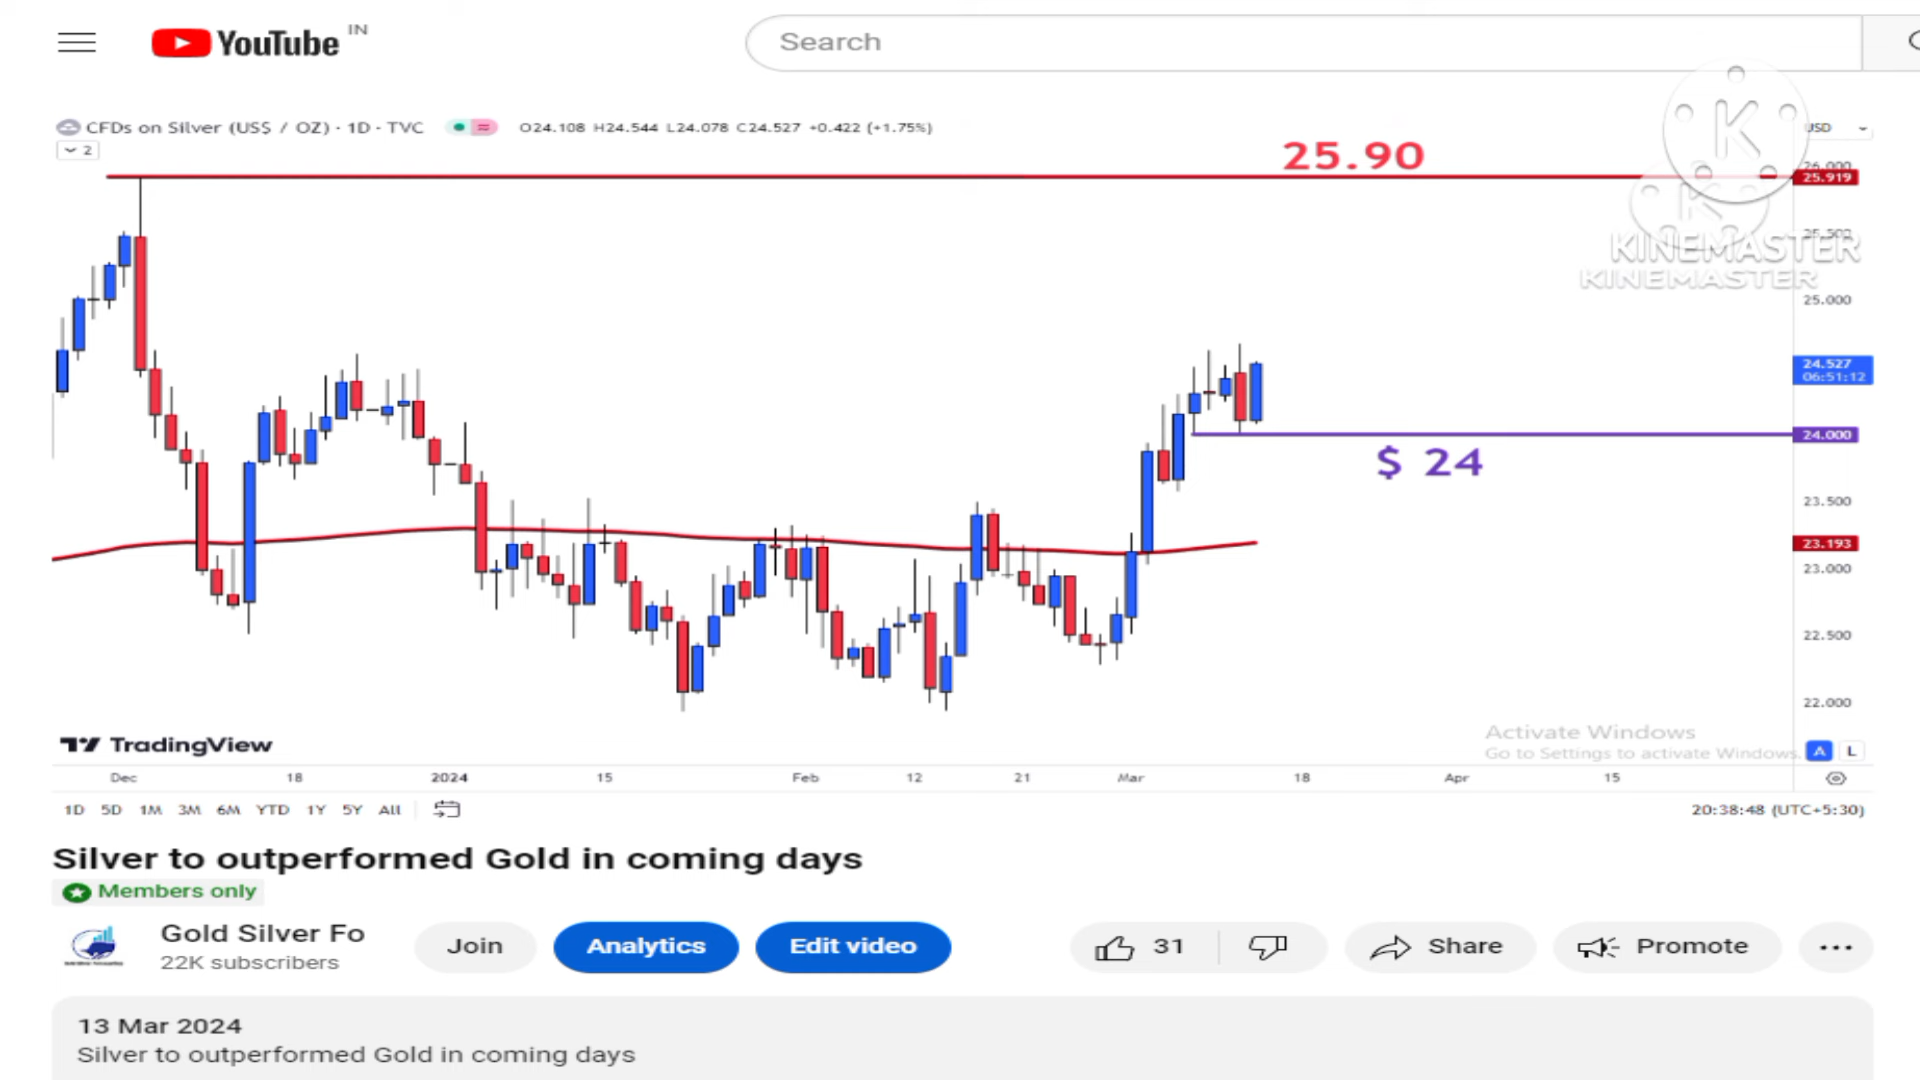 YouTube IN
Search
CFDs on Silver (US$ / OZ) · 1D · TVC O24.108 H24.544 L24.078 C24.527 +0.422 (+1.75%)
USD
2
25.90
26.000
25.919
K
K
25.500
KINEMASTER
KINEMASTER
25.000
24.527
06:51:12
24.000
$ 24
23.500
23.193
23.000
22.500
22.000
Activate Windows
Go to Settings to activate Windows.
TradingView
A L
Dec 18 2024 15 Feb 12 21 Mar 18 Apr 15
1D 5D 1M 3M 6M YTD 1Y 5Y All
20:38:48 (UTC+5:30)
Silver to outperformed Gold in coming days
Members only
Gold Silver Fo
22K subscribers
Join
Analytics
Edit video
31
Share
Promote
13 Mar 2024
Silver to outperformed Gold in coming days